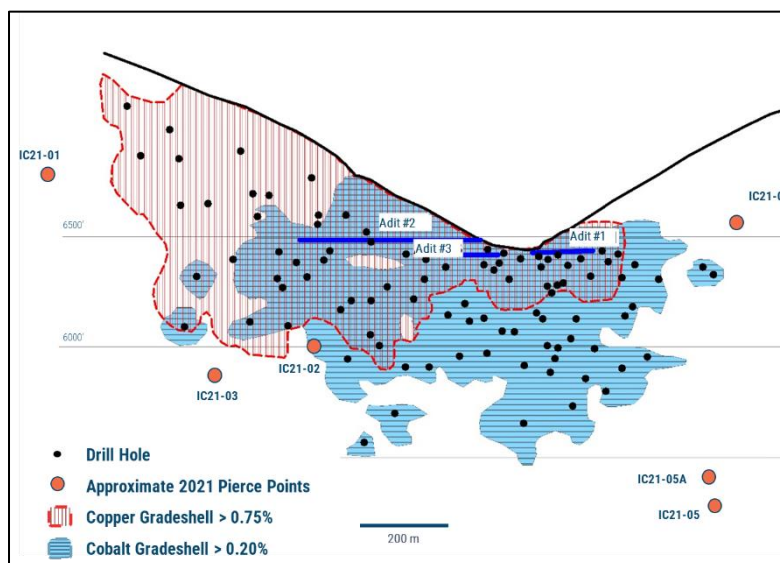 IC21-01
6500'
Adit #2
Adit #3
Adit #1
6000'
IC21-02
IC21-03
IC21-05A
IC21-05
Drill Hole
Approximate 2021 Pierce Points
Copper Gradeshell > 0.75%
Cobalt Gradeshell > 0.20%
200 m